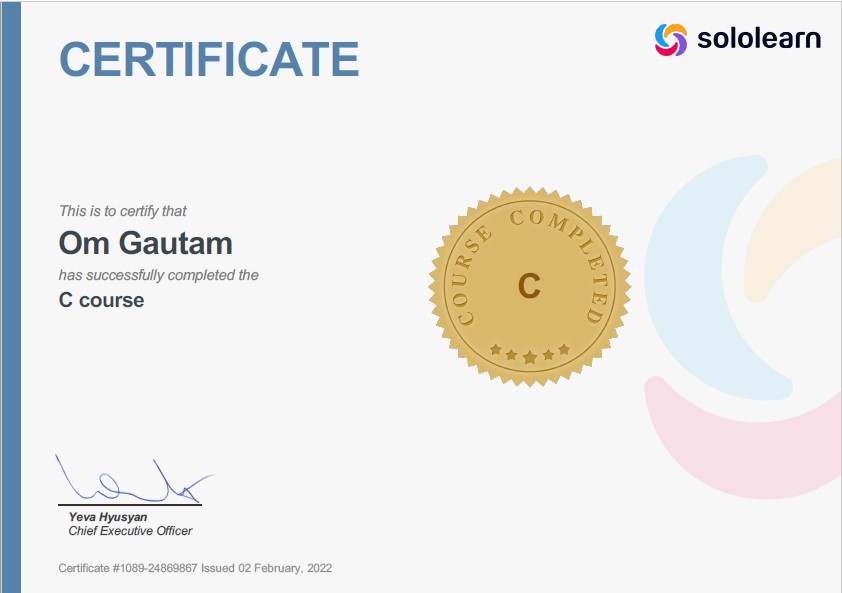 CERTIFICATE
sololearn
This is to certify that
Om Gautam
has successfully completed the
C course
COURSE COMPLETED
C
Yeva Hyusyan
Chief Executive Officer
Certificate #1089-24869867 Issued 02 February, 2022